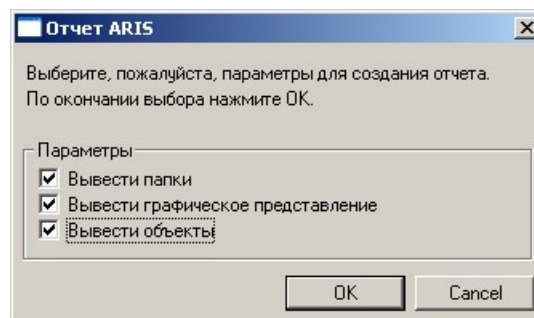 Отчет ARIS
Выберите, пожалуйста, параметры для создания отчета.
По окончании выбора нажмите OK.
Параметры
Вывести папки
Вывести графическое представление
Вывести объекты
OK
Cancel